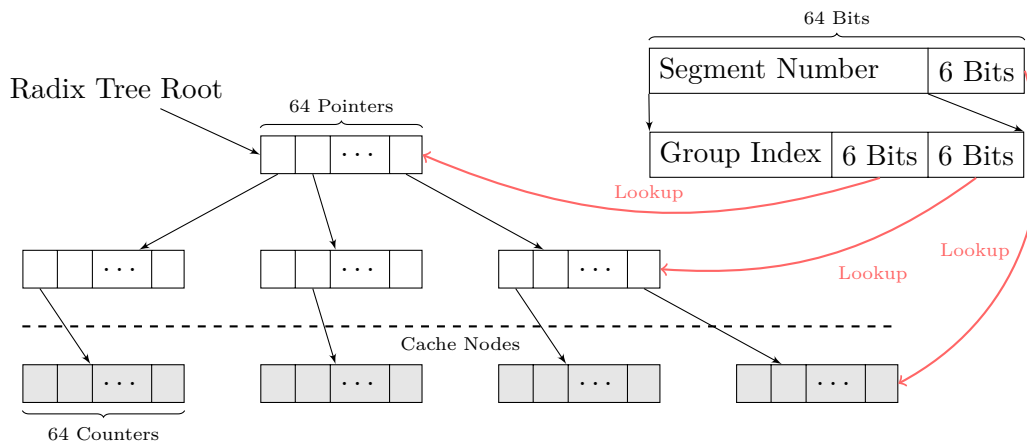 64 Bits
Segment Number 6 Bits
Radix Tree Root
64 Pointers
···
Group Index 6 Bits 6 Bits
Lookup
Lookup
Lookup
··· ··· ···
Cache Nodes
··· ··· ··· ···
64 Counters